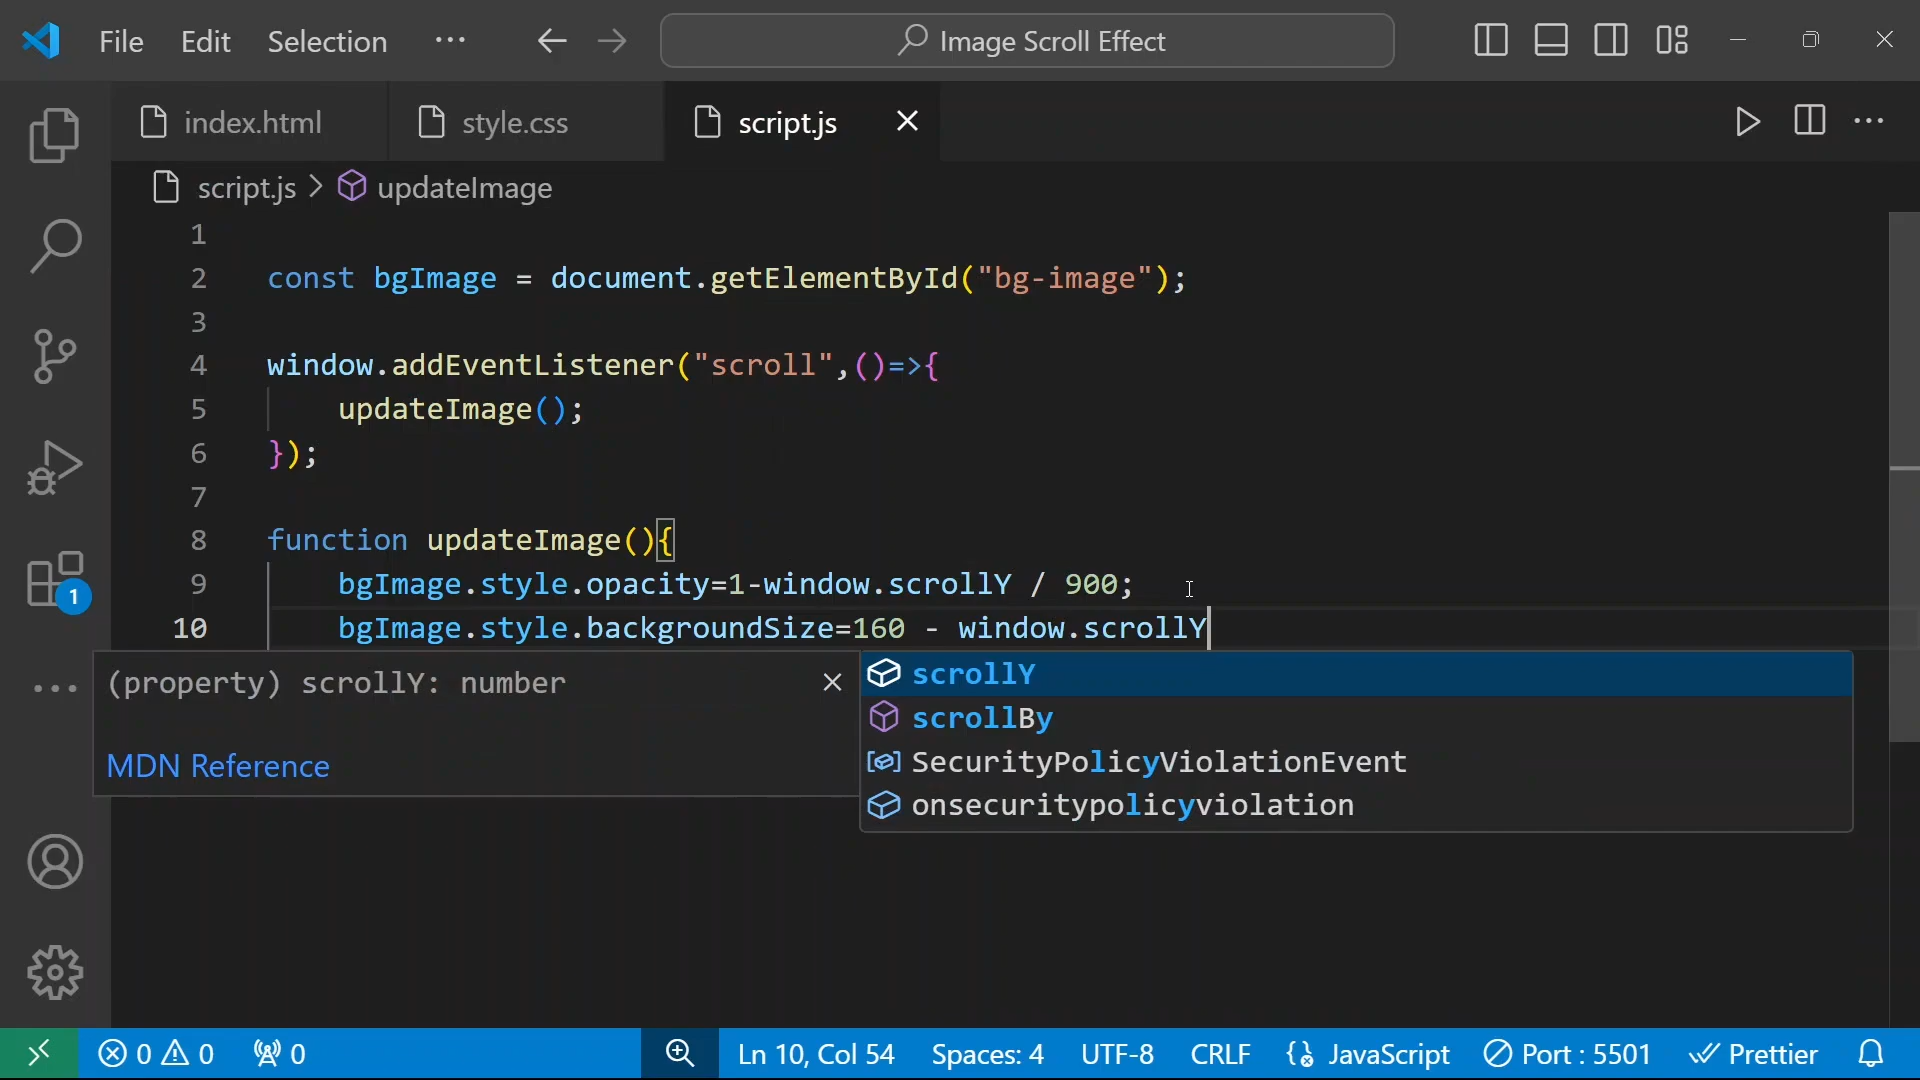 File Edit Selection ··· Image Scroll Effect
index.html style.css script.js
script.js > updateImage
1
2 const bgImage = document.getElementById("bg-image");
3
4 window.addEventListener("scroll",()=>{
5 updateImage();
6 });
7
8 function updateImage(){
9 bgImage.style.opacity=1-window.scrollY / 900;
10 bgImage.style.backgroundSize=160 - window.scrollY
1
(property) scrollY: number
MDN Reference
scrollY
scrollBy
SecurityPolicyViolationEvent
onsecuritypolicyviolation
0 0 0 Ln 10, Col 54 Spaces: 4 UTF-8 CRLF JavaScript Port : 5501 Prettier